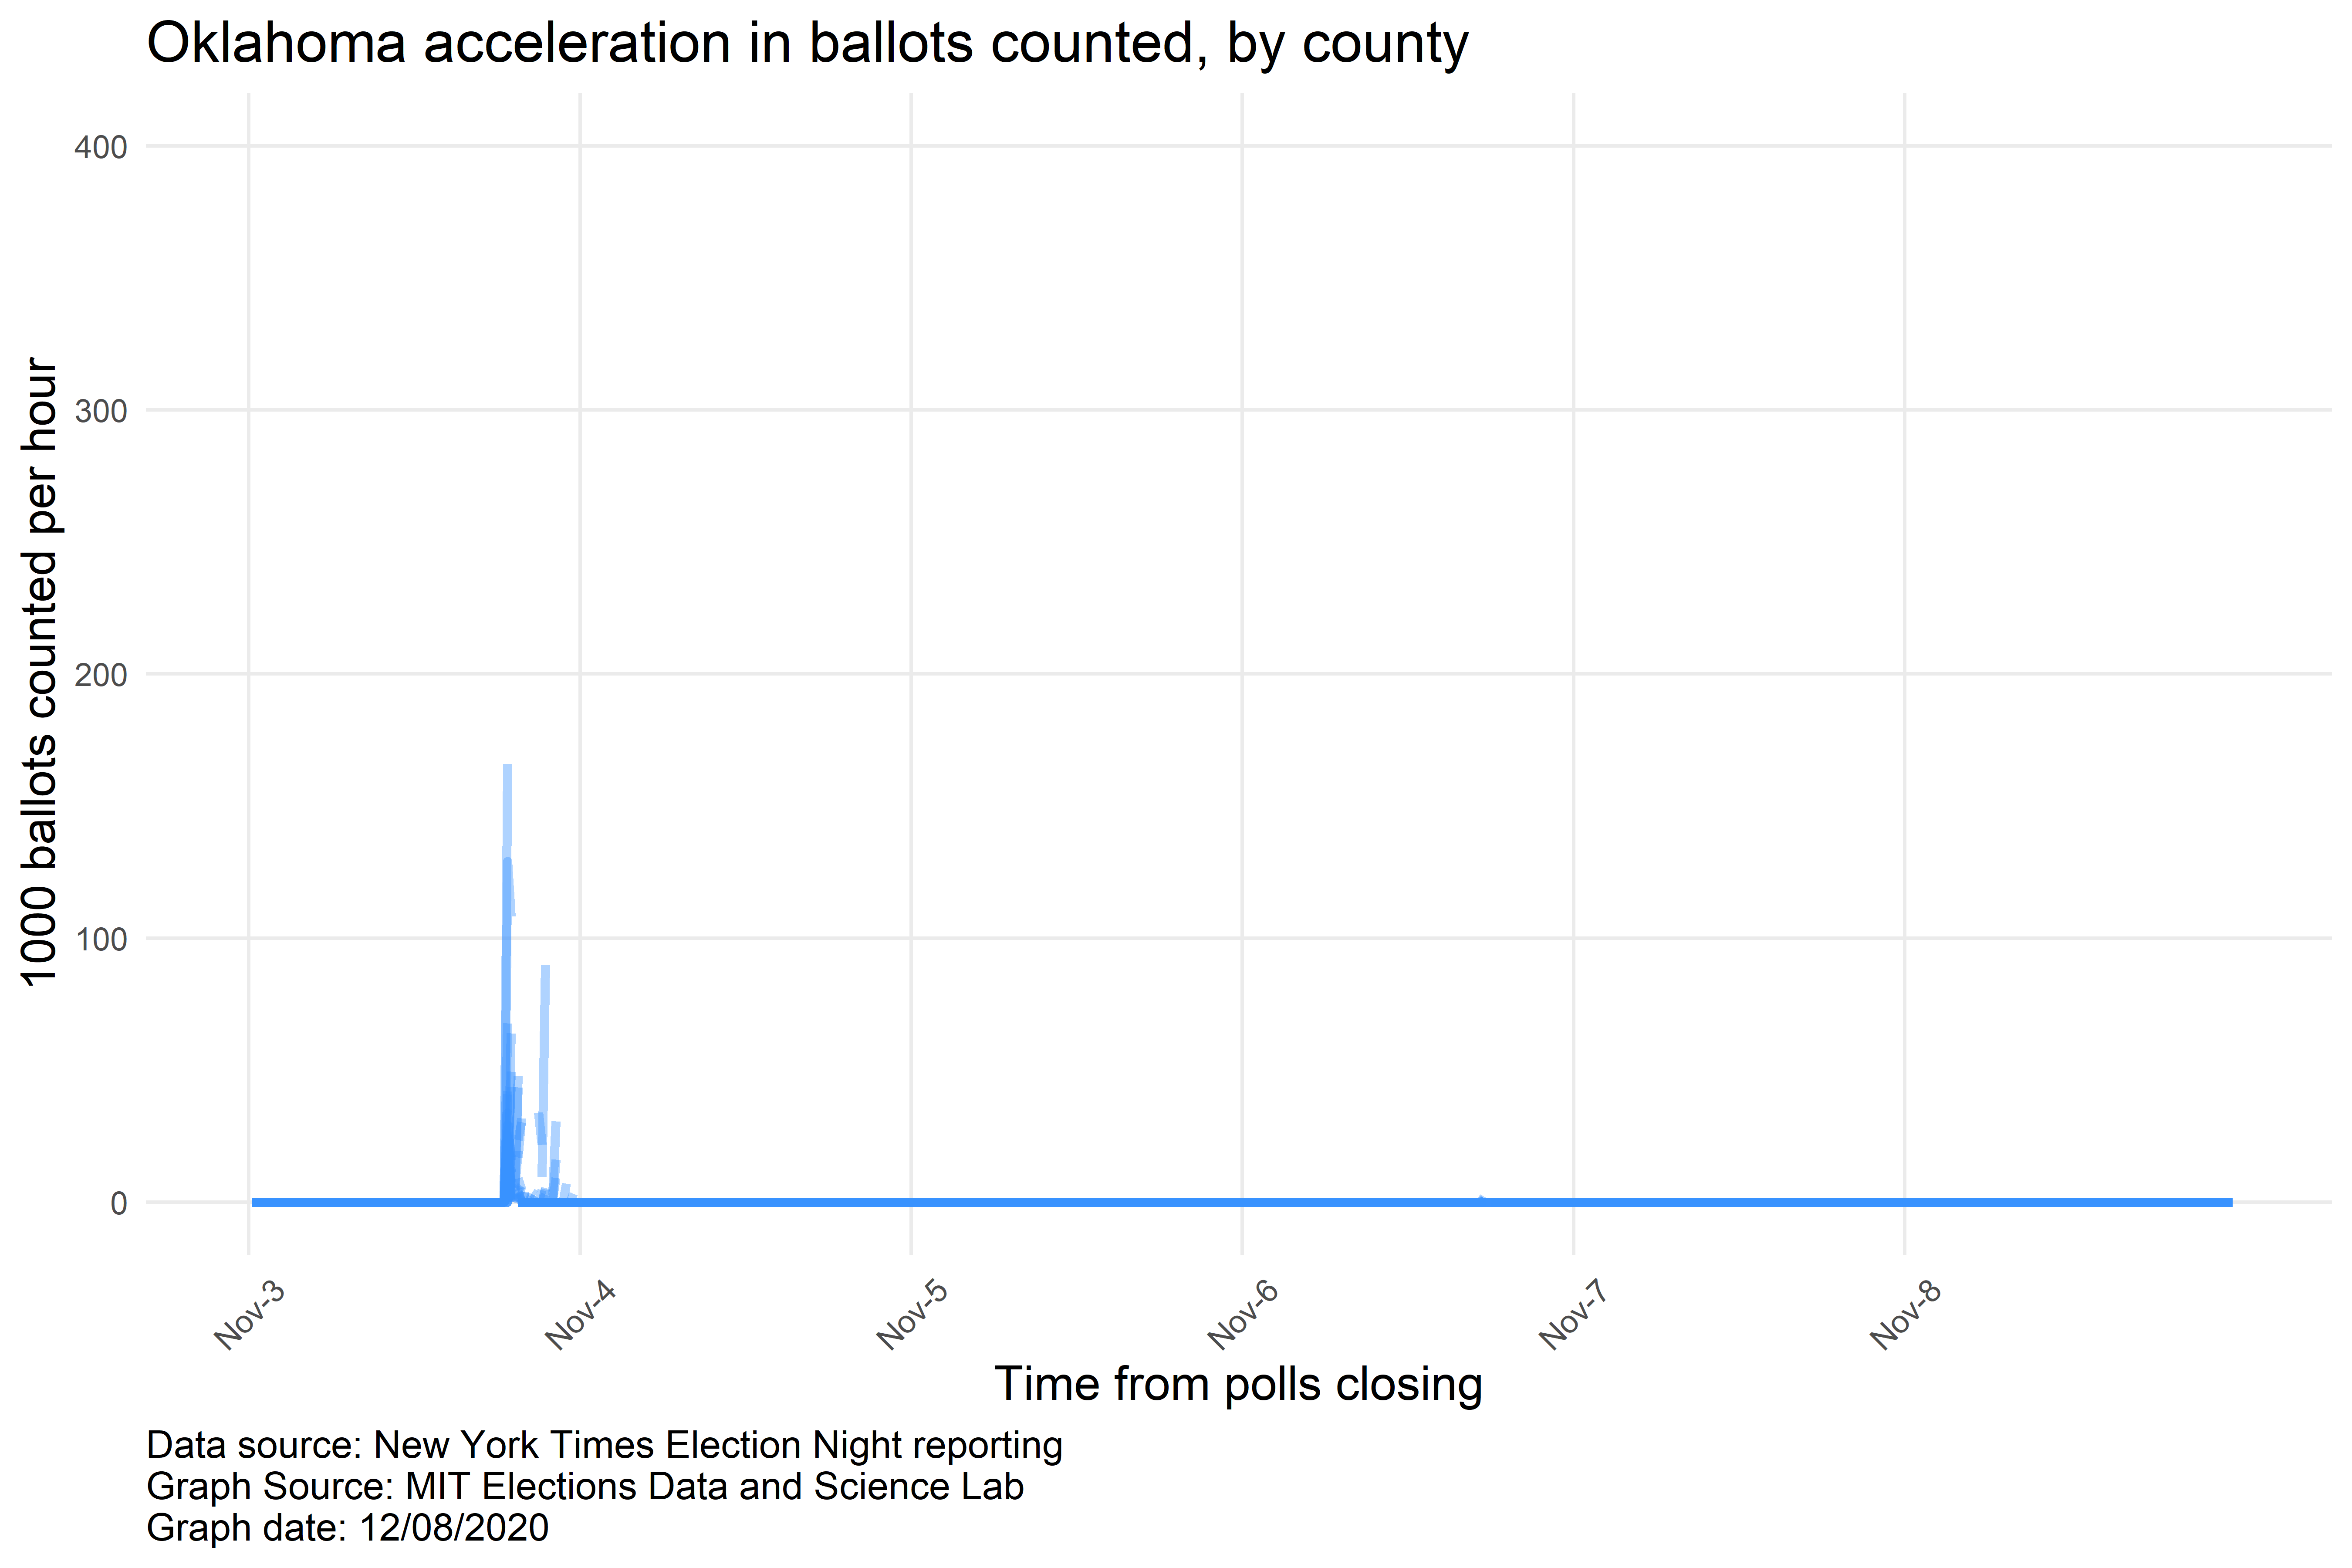 Oklahoma acceleration in ballots counted, by county
1000 ballots counted per hour
400
300
200
100
0
Nov-3
Nov-4
Nov-5
Nov-6
Nov-7
Nov-8
Time from polls closing
Data source: New York Times Election Night reporting
Graph Source: MIT Elections Data and Science Lab
Graph date: 12/08/2020